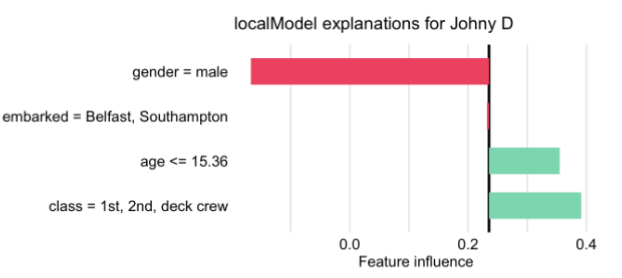 localModel explanations for Johny D
gender = male
embarked = Belfast, Southampton
age <= 15.36
class = 1st, 2nd, deck crew
0.0 0.2 0.4
Feature influence